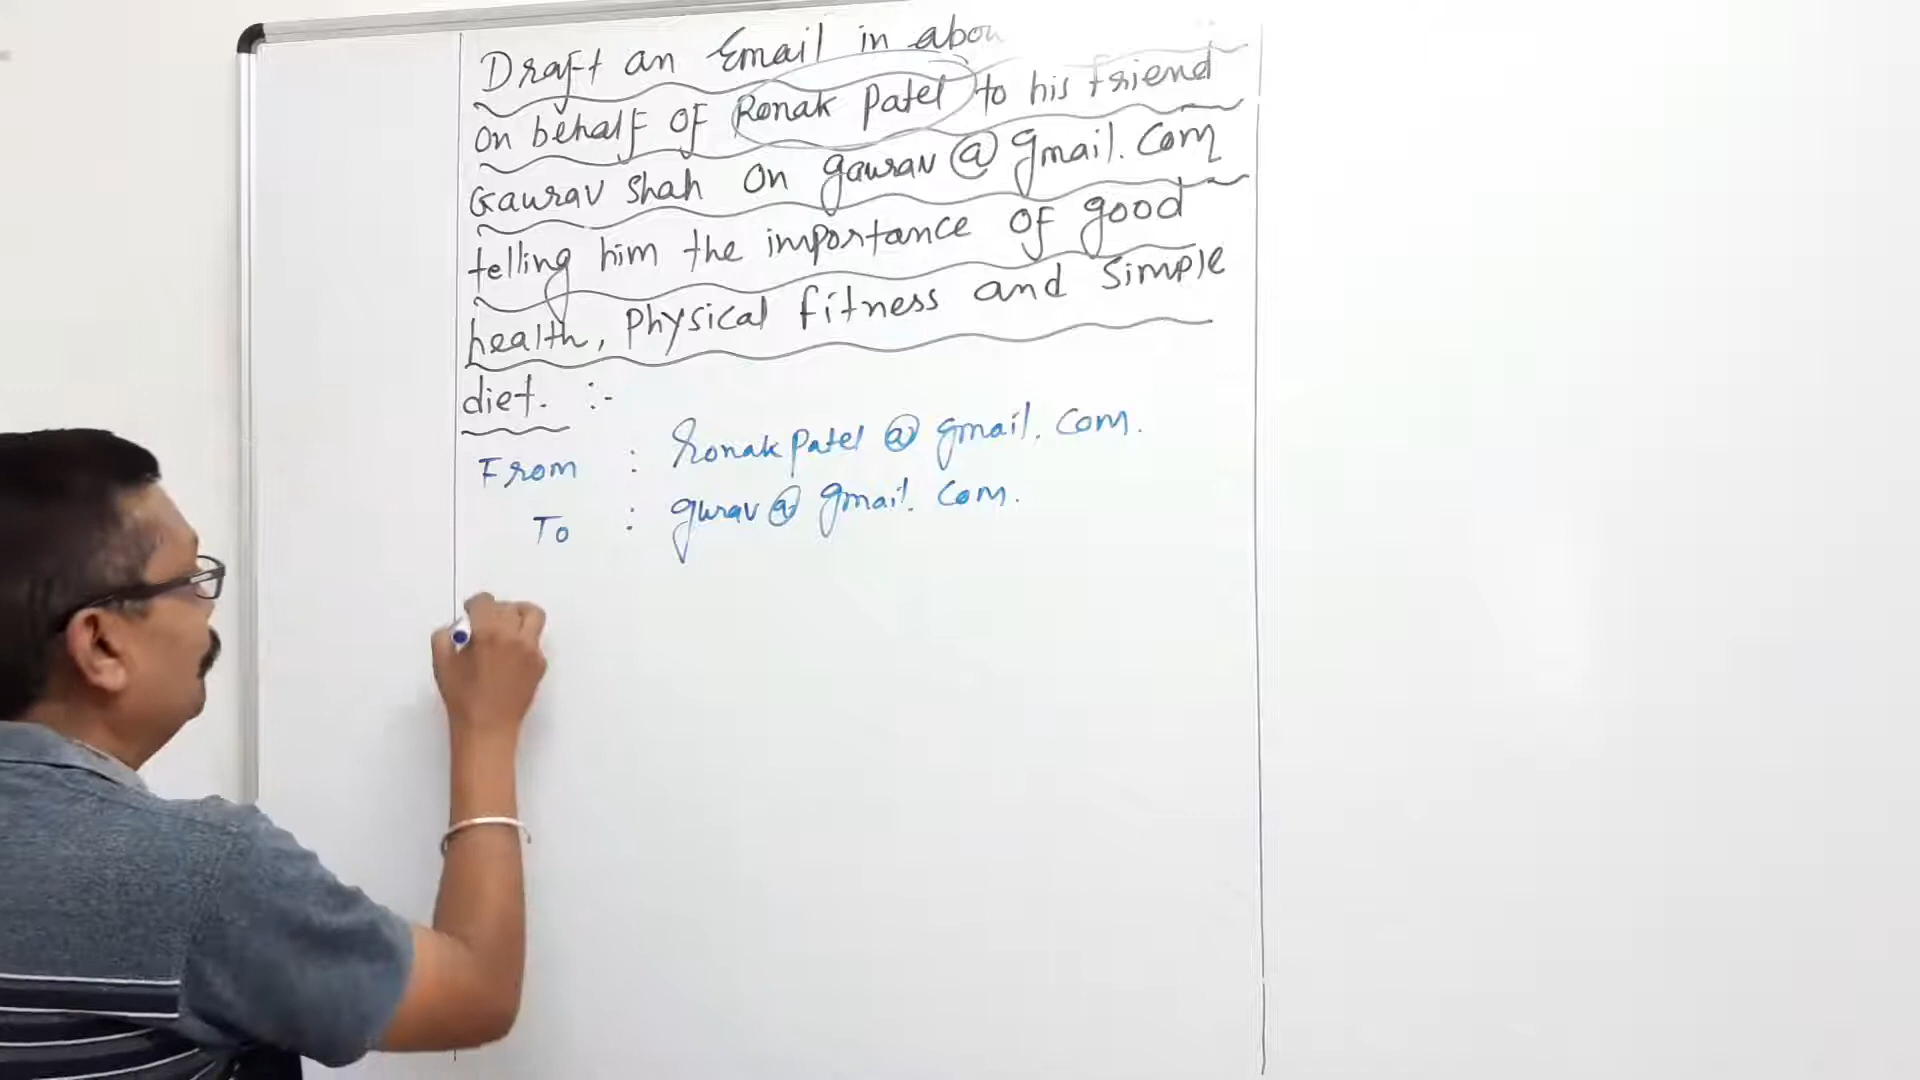 Draft an Email in abou
on behalf of Ronak Patel to his friend
Gaurav Shah on gaurav@gmail.com
telling him the importance of good
health, Physical fitness and simple
diet. :-
From : Ronakpatel@gmail.com.
To : gurav@gmail.com.